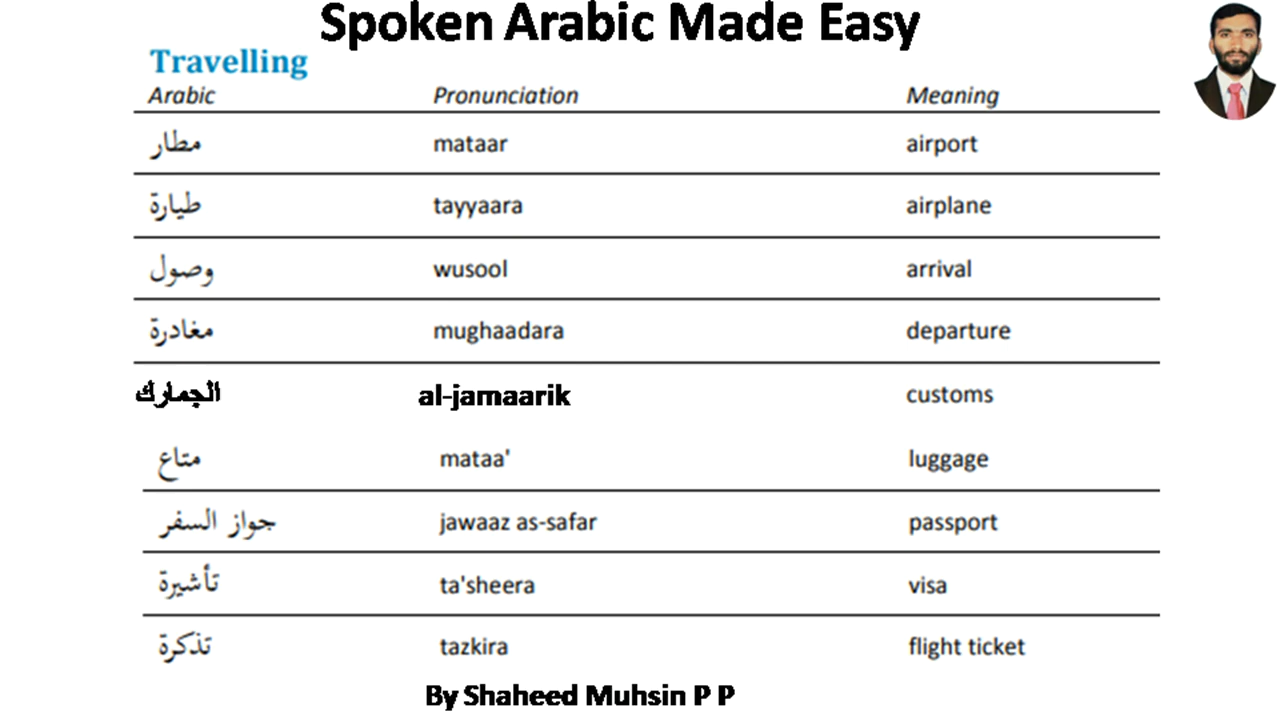 Spoken Arabic Made Easy
Travelling
Arabic Pronunciation Meaning
مطار mataar airport
طيارة tayyaara airplane
وصول wusool arrival
مغادرة mughaadara departure
الجمارك al-jamaarik customs
متاع mataa' luggage
جواز السفر jawaaz as-safar passport
تأشيرة ta'sheera visa
تذكرة tazkira flight ticket
By Shaheed Muhsin P P